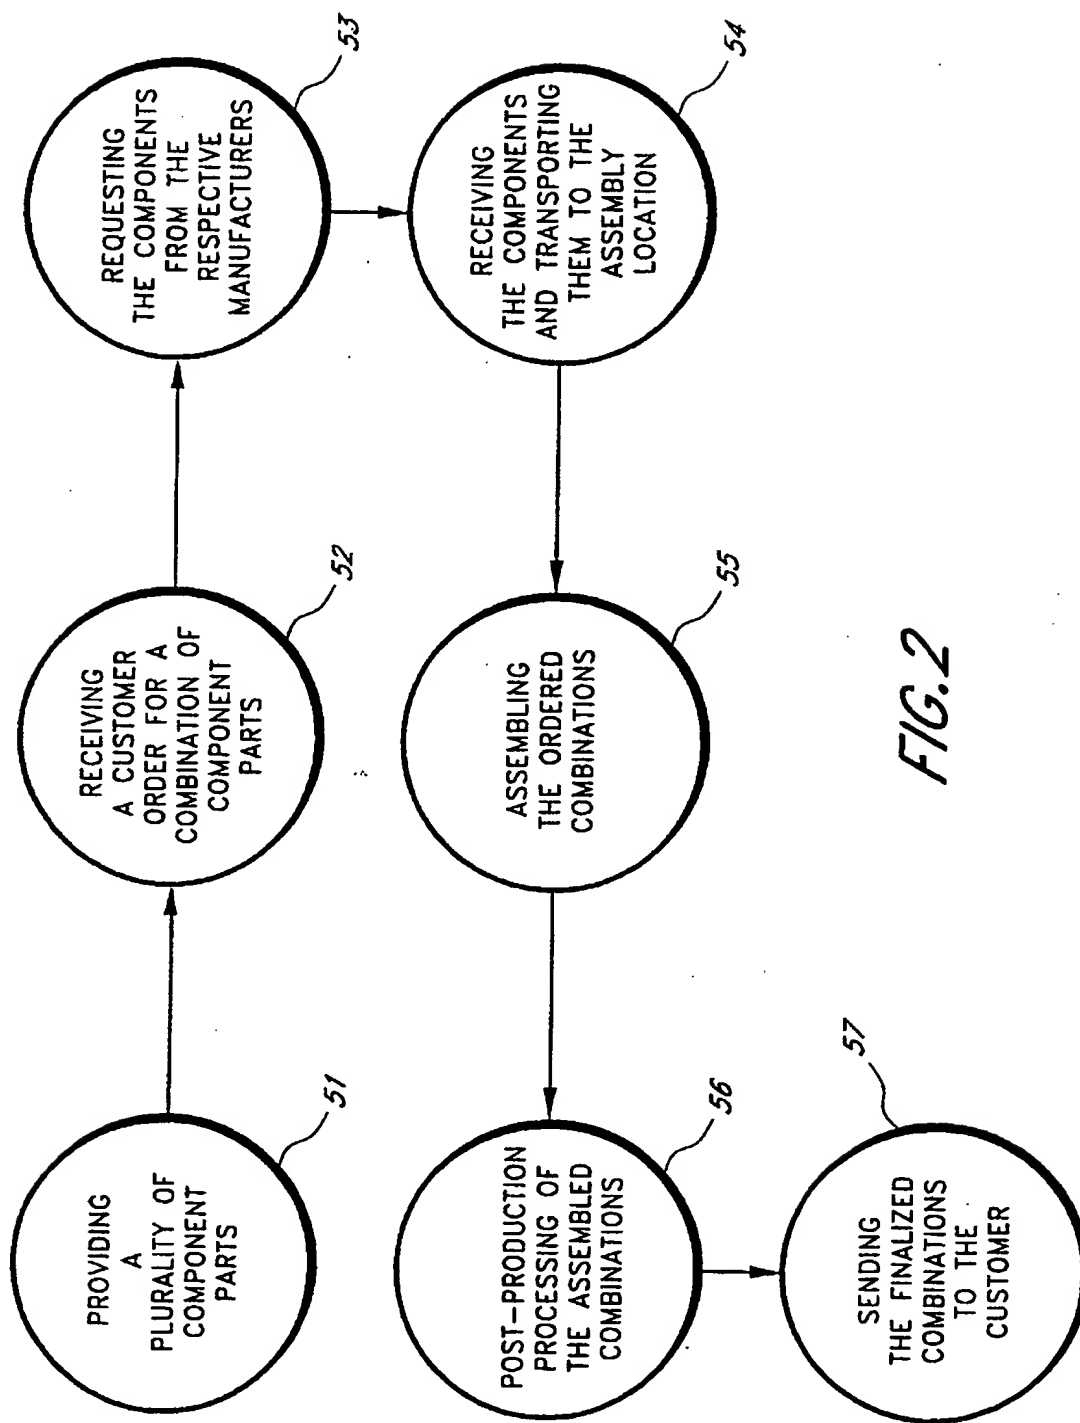 PROVIDING
A
PLURALITY OF
COMPONENT
PARTS
51
RECEIVING
A CUSTOMER
ORDER FOR A
COMBINATION OF
COMPONENT
PARTS
52
REQUESTING
THE COMPONENTS
FROM THE
RESPECTIVE
MANUFACTURERS
53
RECEIVING
THE COMPONENTS
AND TRANSPORTING
THEM TO THE
ASSEMBLY
LOCATION
54
ASSEMBLING
THE ORDERED
COMBINATIONS
55
POST-PRODUCTION
PROCESSING OF
THE ASSEMBLED
COMBINATIONS
56
SENDING
THE FINALIZED
COMBINATIONS
TO THE
CUSTOMER
57
FIG.2